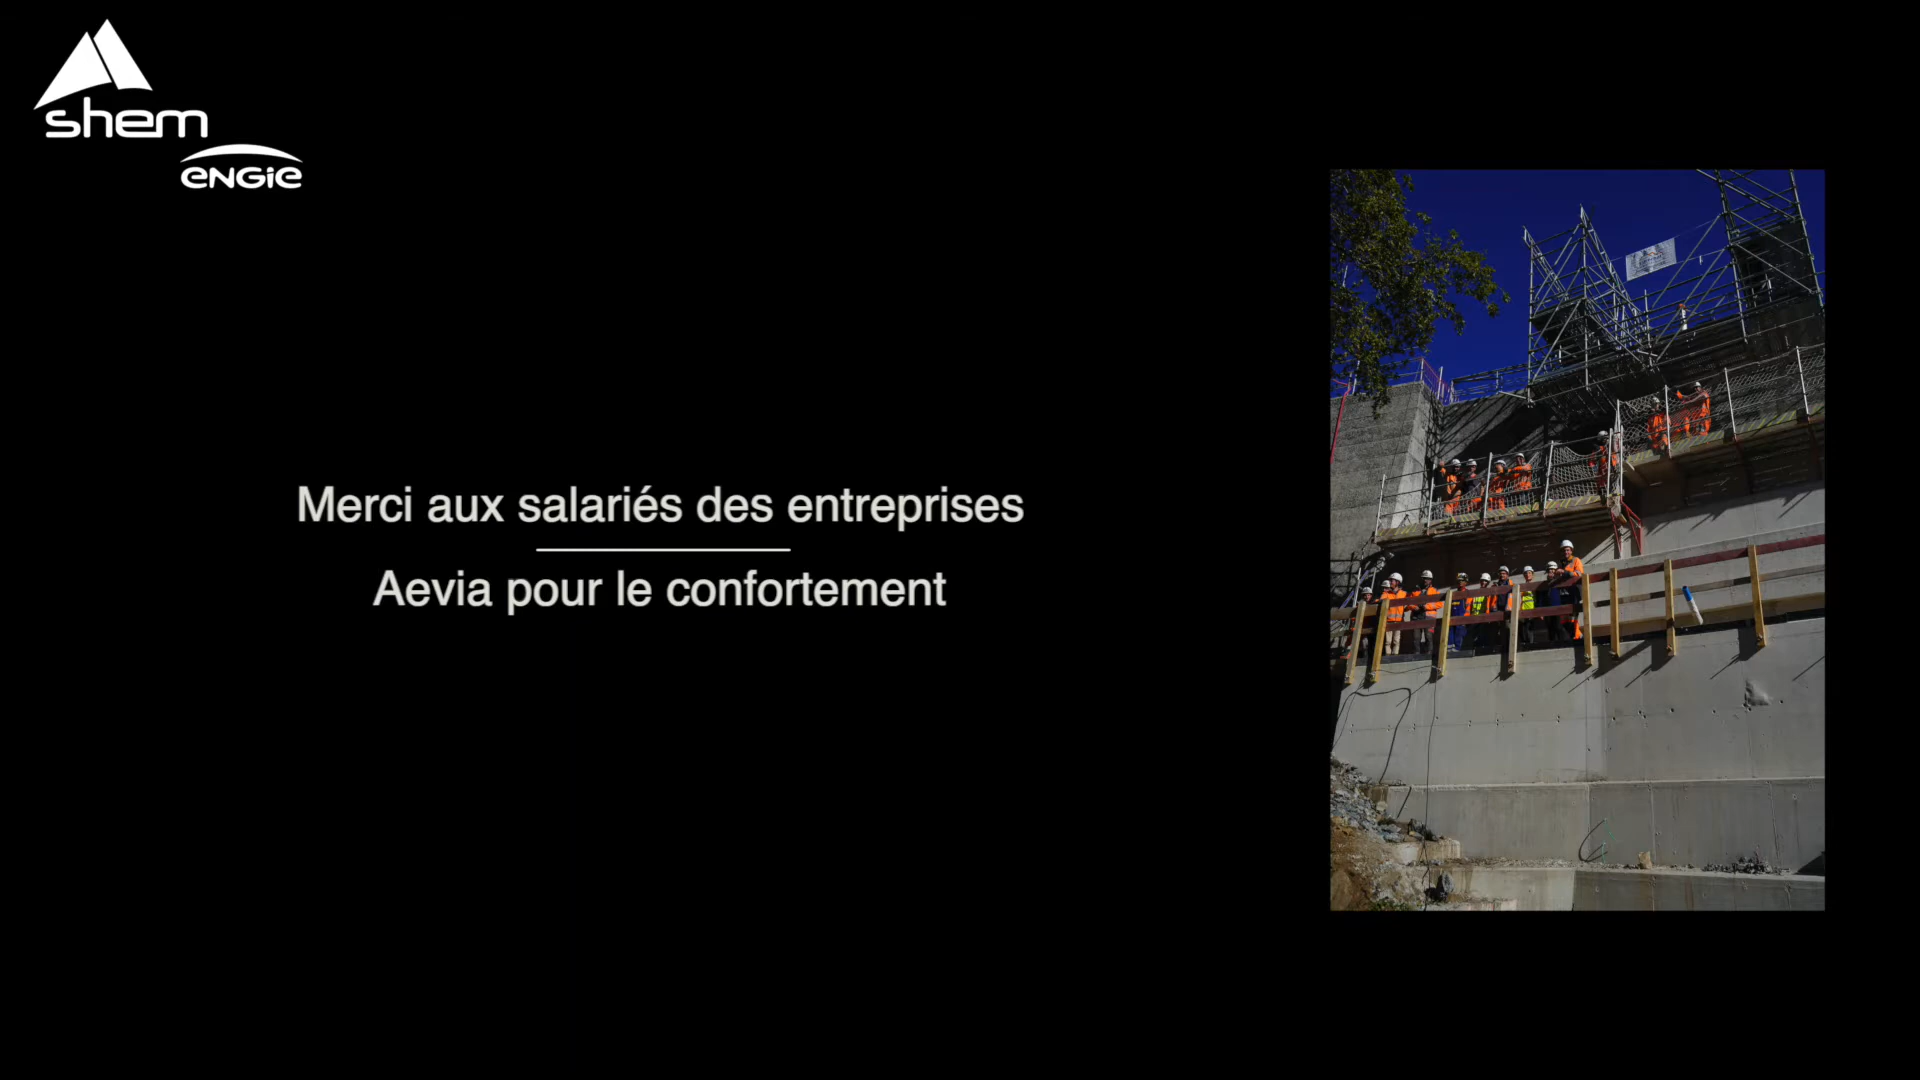 shem
ENGIE
Merci aux salariés des entreprises
Aevia pour le confortement